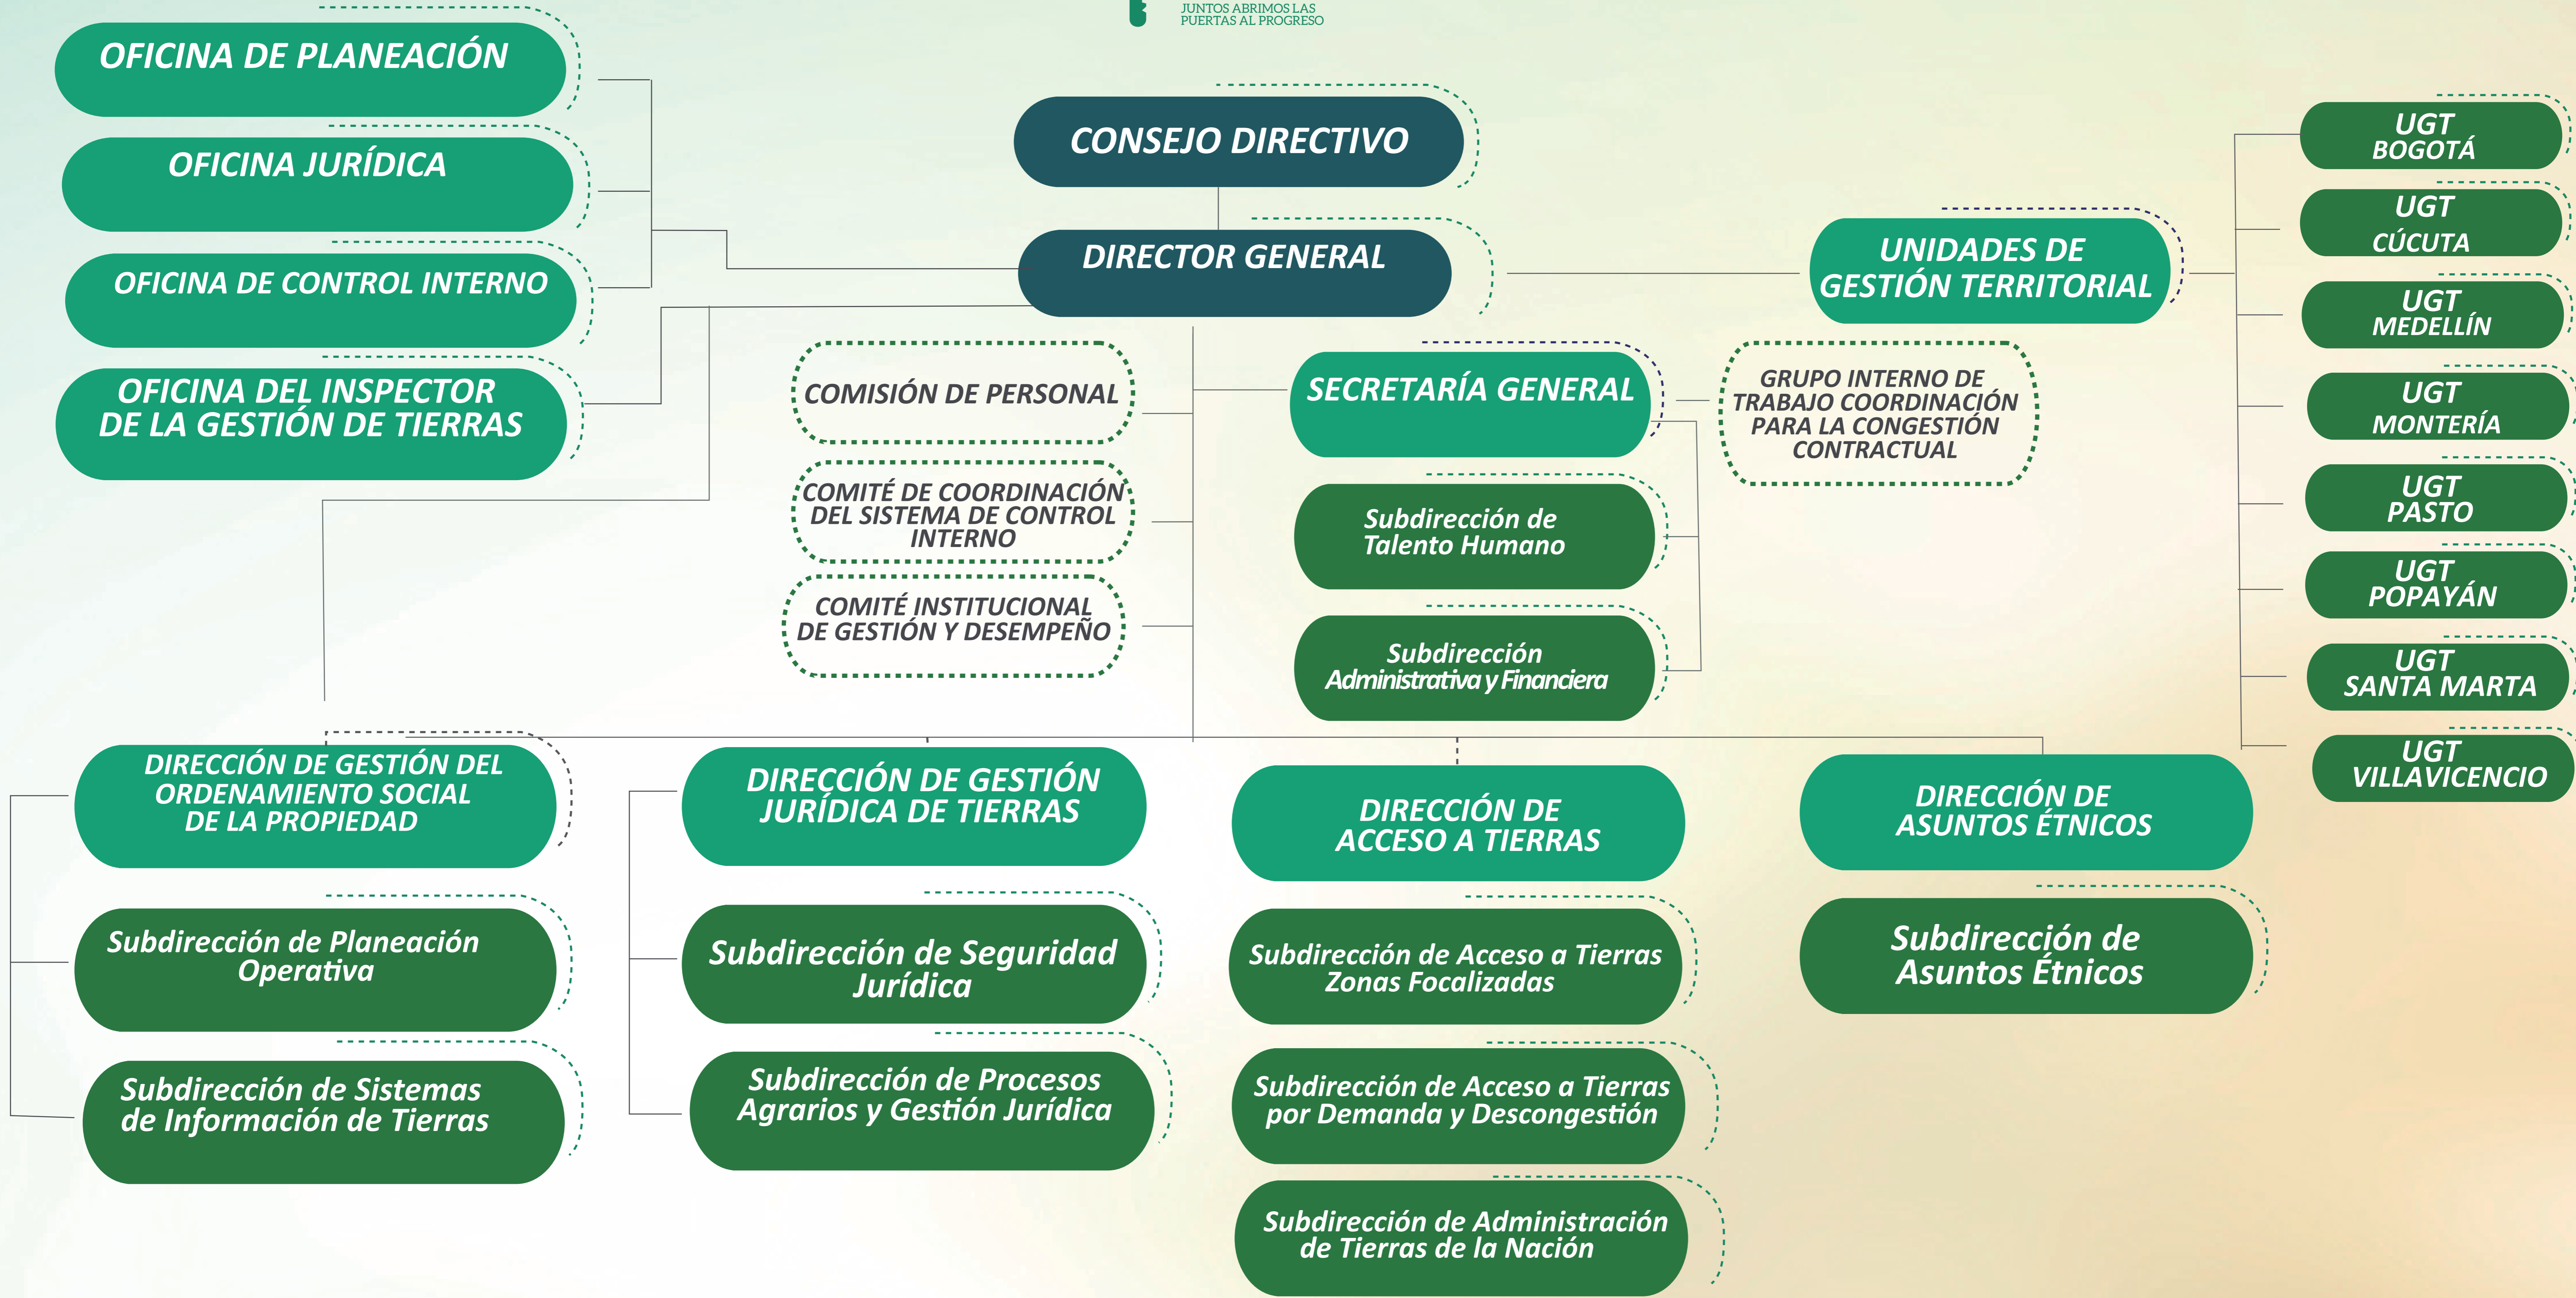 JUNTOS ABRIMOS LAS
PUERTAS AL PROGRESO
OFICINA DE PLANEACIÓN
OFICINA JURÍDICA
OFICINA DE CONTROL INTERNO
OFICINA DEL INSPECTOR
DE LA GESTIÓN DE TIERRAS
CONSEJO DIRECTIVO
DIRECTOR GENERAL
UNIDADES DE
GESTIÓN TERRITORIAL
UGT
BOGOTÁ
UGT
CÚCUTA
UGT
MEDELLÍN
UGT
MONTERÍA
UGT
PASTO
UGT
POPAYÁN
UGT
SANTA MARTA
UGT
VILLAVICENCIO
COMISIÓN DE PERSONAL
COMITÉ DE COORDINACIÓN
DEL SISTEMA DE CONTROL
INTERNO
COMITÉ INSTITUCIONAL
DE GESTIÓN Y DESEMPEÑO
SECRETARÍA GENERAL
GRUPO INTERNO DE
TRABAJO COORDINACIÓN
PARA LA CONGESTIÓN
CONTRACTUAL
Subdirección de
Talento Humano
Subdirección
Administrativa y Financiera
DIRECCIÓN DE GESTIÓN DEL
ORDENAMIENTO SOCIAL
DE LA PROPIEDAD
Subdirección de Planeación
Operativa
Subdirección de Sistemas
de Información de Tierras
DIRECCIÓN DE GESTIÓN
JURÍDICA DE TIERRAS
Subdirección de Seguridad
Jurídica
Subdirección de Procesos
Agrarios y Gestión Jurídica
DIRECCIÓN DE
ACCESO A TIERRAS
Subdirección de Acceso a Tierras
Zonas Focalizadas
Subdirección de Acceso a Tierras
por Demanda y Descongestión
Subdirección de Administración
de Tierras de la Nación
DIRECCIÓN DE
ASUNTOS ÉTNICOS
Subdirección de
Asuntos Étnicos